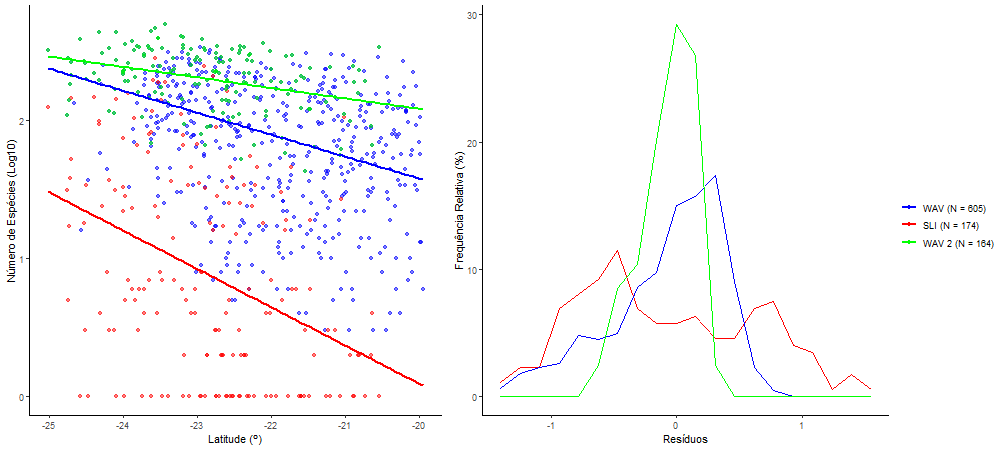 Número de Espécies (Log10)
2
1
0
-25
-24
-23
-22
-21
-20
Latitude (º)
Frequência Relativa (%)
30
20
10
0
-1
0
1
Resíduos
WAV (N = 605)
SLI (N = 174)
WAV 2 (N = 164)